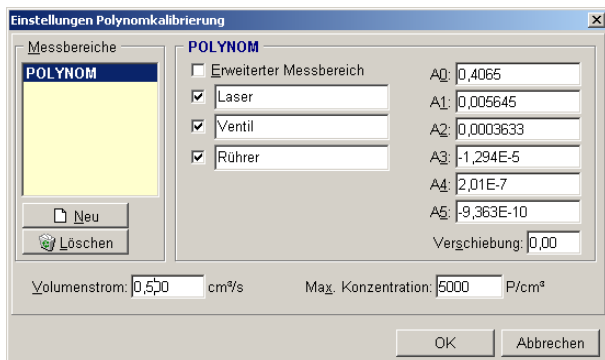 Einstellungen Polynomkalibrierung
Messbereiche
POLYNOM
Neu
Löschen
POLYNOM
Erweiterter Messbereich
Laser
Ventil
Rührer
A0: 0,4065
A1: 0,005645
A2: 0,0003633
A3: -1,294E-5
A4: 2,01E-7
A5: -9,363E-10
Verschiebung: 0,00
Volumenstrom: 0,500 cm³/s
Max. Konzentration: 5000 P/cm³
OK
Abbrechen